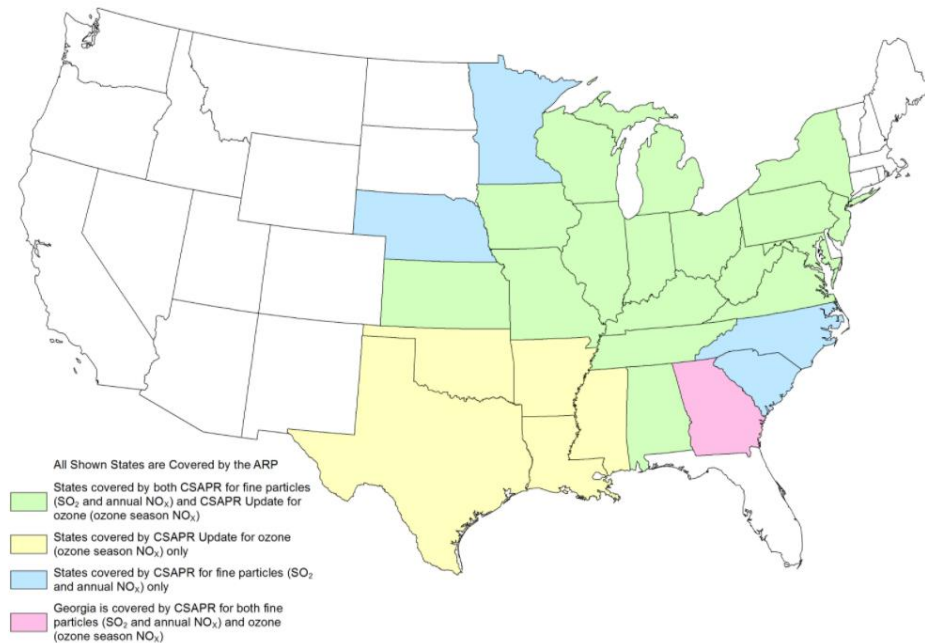 All Shown States are Covered by the ARP
States covered by both CSAPR for fine particles
(SO₂ and annual NOₓ) and CSAPR Update for
ozone (ozone season NOₓ)
States covered by CSAPR Update for ozone
(ozone season NOₓ) only
States covered by CSAPR for fine particles (SO₂
and annual NOₓ) only
Georgia is covered by CSAPR for both fine
particles (SO₂ and annual NOₓ) and ozone
(ozone season NOₓ)